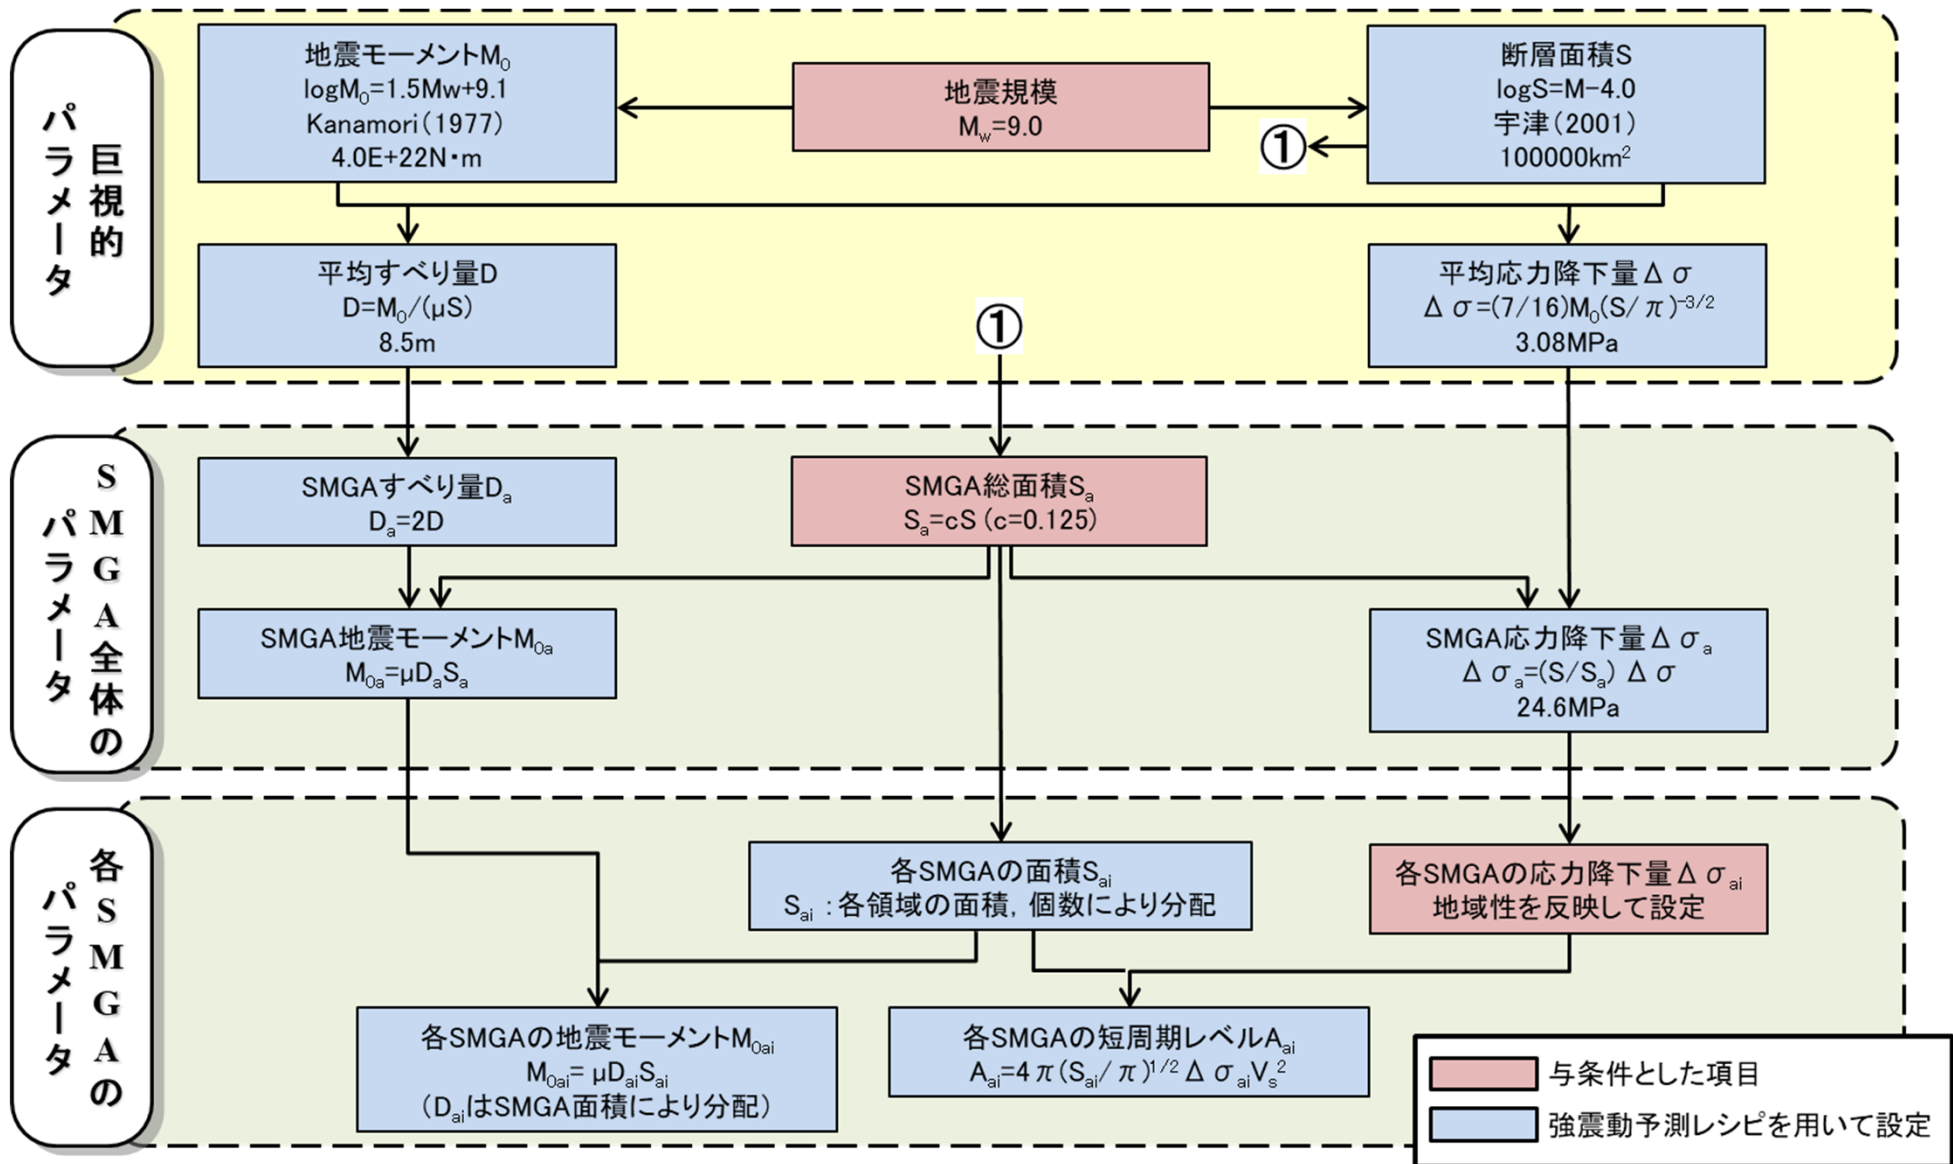 巨視的
パラメータ
地震モーメントM0
logM0=1.5Mw+9.1
Kanamori(1977)
4.0E+22N・m
地震規模
Mw=9.0
断層面積S
logS=M-4.0
宇津(2001)
100000km2
①
平均すべり量D
D=M0/(μS)
8.5m
①
平均応力降下量Δσ
Δσ=(7/16)M0(S/π)-3/2
3.08MPa
SMGA全体の
パラメータ
SMGAすべり量Da
Da=2D
SMGA総面積Sa
Sa=cS(c=0.125)
SMGA地震モーメントM0a
M0a=μDaSa
SMGA応力降下量Δσa
Δσa=(S/Sa)Δσ
24.6MPa
各SMGAの
パラメータ
各SMGAの面積Sai
Sai:各領域の面積,個数により分配
各SMGAの応力降下量Δσai
地域性を反映して設定
各SMGAの地震モーメントM0ai
M0ai=μDaiSai
(DaiはSMGA面積により分配)
各SMGAの短周期レベルAai
Aai=4π(Sai/π)1/2ΔσaiVs2
与条件とした項目
強震動予測レシピを用いて設定